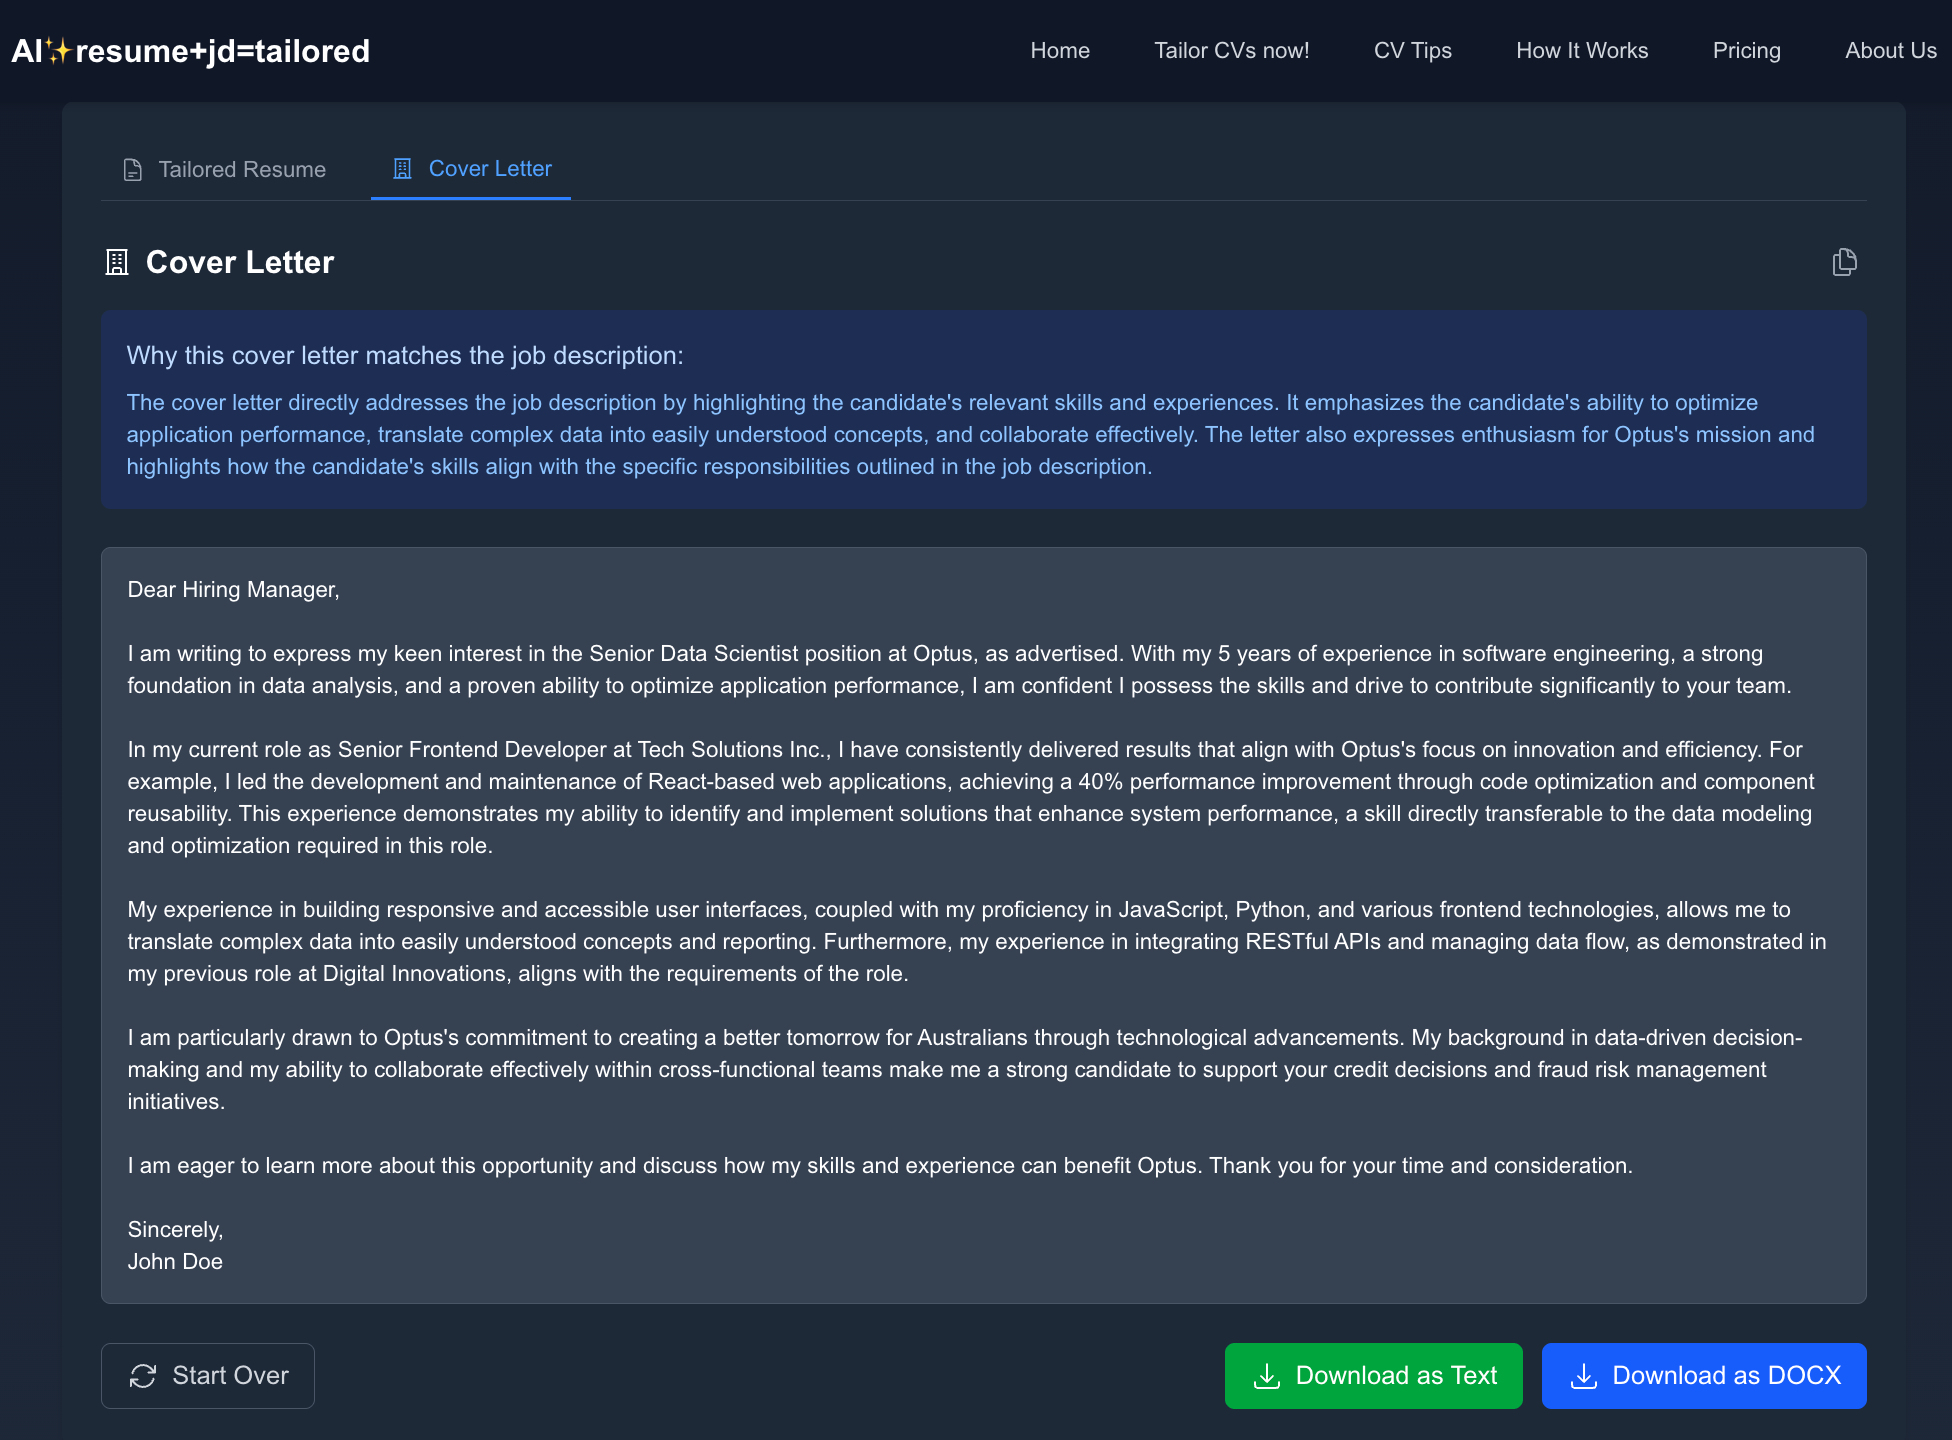 AI✨resume+jd=tailored
Home
Tailor CVs now!
CV Tips
How It Works
Pricing
About Us
Tailored Resume
Cover Letter
Cover Letter
Why this cover letter matches the job description:
The cover letter directly addresses the job description by highlighting the candidate's relevant skills and experiences. It emphasizes the candidate's ability to optimize
application performance, translate complex data into easily understood concepts, and collaborate effectively. The letter also expresses enthusiasm for Optus's mission and
highlights how the candidate's skills align with the specific responsibilities outlined in the job description.
Dear Hiring Manager,
I am writing to express my keen interest in the Senior Data Scientist position at Optus, as advertised. With my 5 years of experience in software engineering, a strong
foundation in data analysis, and a proven ability to optimize application performance, I am confident I possess the skills and drive to contribute significantly to your team.
In my current role as Senior Frontend Developer at Tech Solutions Inc., I have consistently delivered results that align with Optus's focus on innovation and efficiency. For
example, I led the development and maintenance of React-based web applications, achieving a 40% performance improvement through code optimization and component
reusability. This experience demonstrates my ability to identify and implement solutions that enhance system performance, a skill directly transferable to the data modeling
and optimization required in this role.
My experience in building responsive and accessible user interfaces, coupled with my proficiency in JavaScript, Python, and various frontend technologies, allows me to
translate complex data into easily understood concepts and reporting. Furthermore, my experience in integrating RESTful APIs and managing data flow, as demonstrated in
my previous role at Digital Innovations, aligns with the requirements of the role.
I am particularly drawn to Optus's commitment to creating a better tomorrow for Australians through technological advancements. My background in data-driven decision-
making and my ability to collaborate effectively within cross-functional teams make me a strong candidate to support your credit decisions and fraud risk management
initiatives.
I am eager to learn more about this opportunity and discuss how my skills and experience can benefit Optus. Thank you for your time and consideration.
Sincerely,
John Doe
Start Over
Download as Text
Download as DOCX